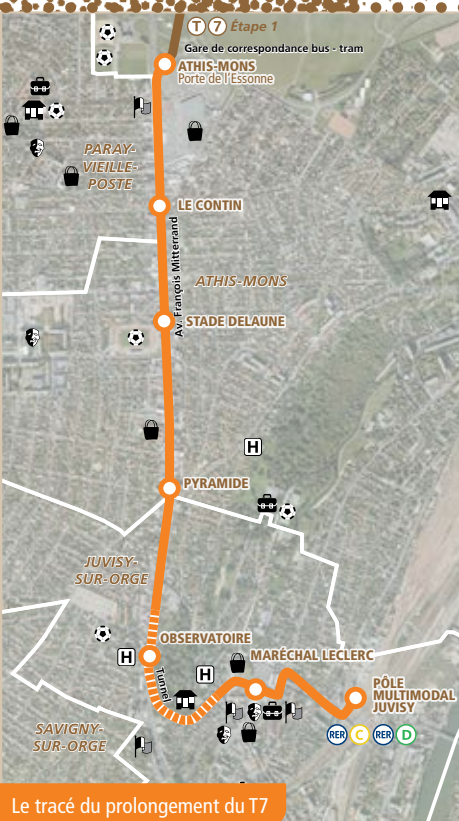 T 7 Étape 1
Gare de correspondance bus - tram
ATHIS-MONS
Porte de l'Essonne
PARAY-
VIEILLE-
POSTE
LE CONTIN
Av. François Mitterrand
ATHIS-MONS
STADE DELAUNE
H
PYRAMIDE
JUVISY-
SUR-ORGE
OBSERVATOIRE
H
MARÉCHAL LECLERC
H
Tunnel
PÔLE
MULTIMODAL
JUVISY
RER C RER D
SAVIGNY-
SUR-ORGE
Le tracé du prolongement du T7